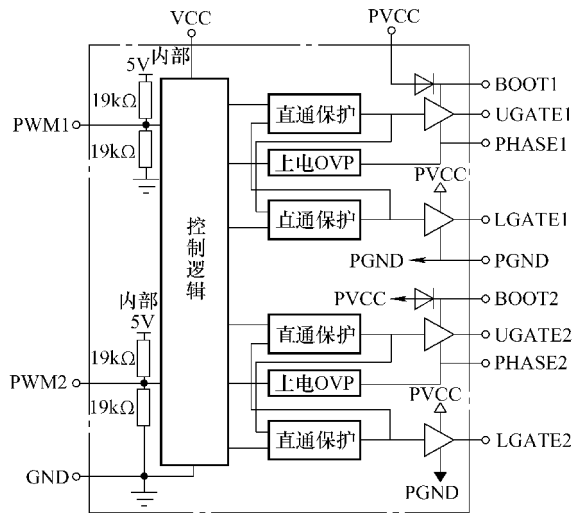 VCC
PVCC
内部
5V
19kΩ
PWM1
19kΩ
控制逻辑
直通保护
上电OVP
直通保护
BOOT1
UGATE1
PHASE1
PVCC
LGATE1
PGND
PGND
内部
5V
19kΩ
PWM2
19kΩ
GND
PVCC
BOOT2
直通保护
UGATE2
上电OVP
PHASE2
PVCC
直通保护
LGATE2
PGND